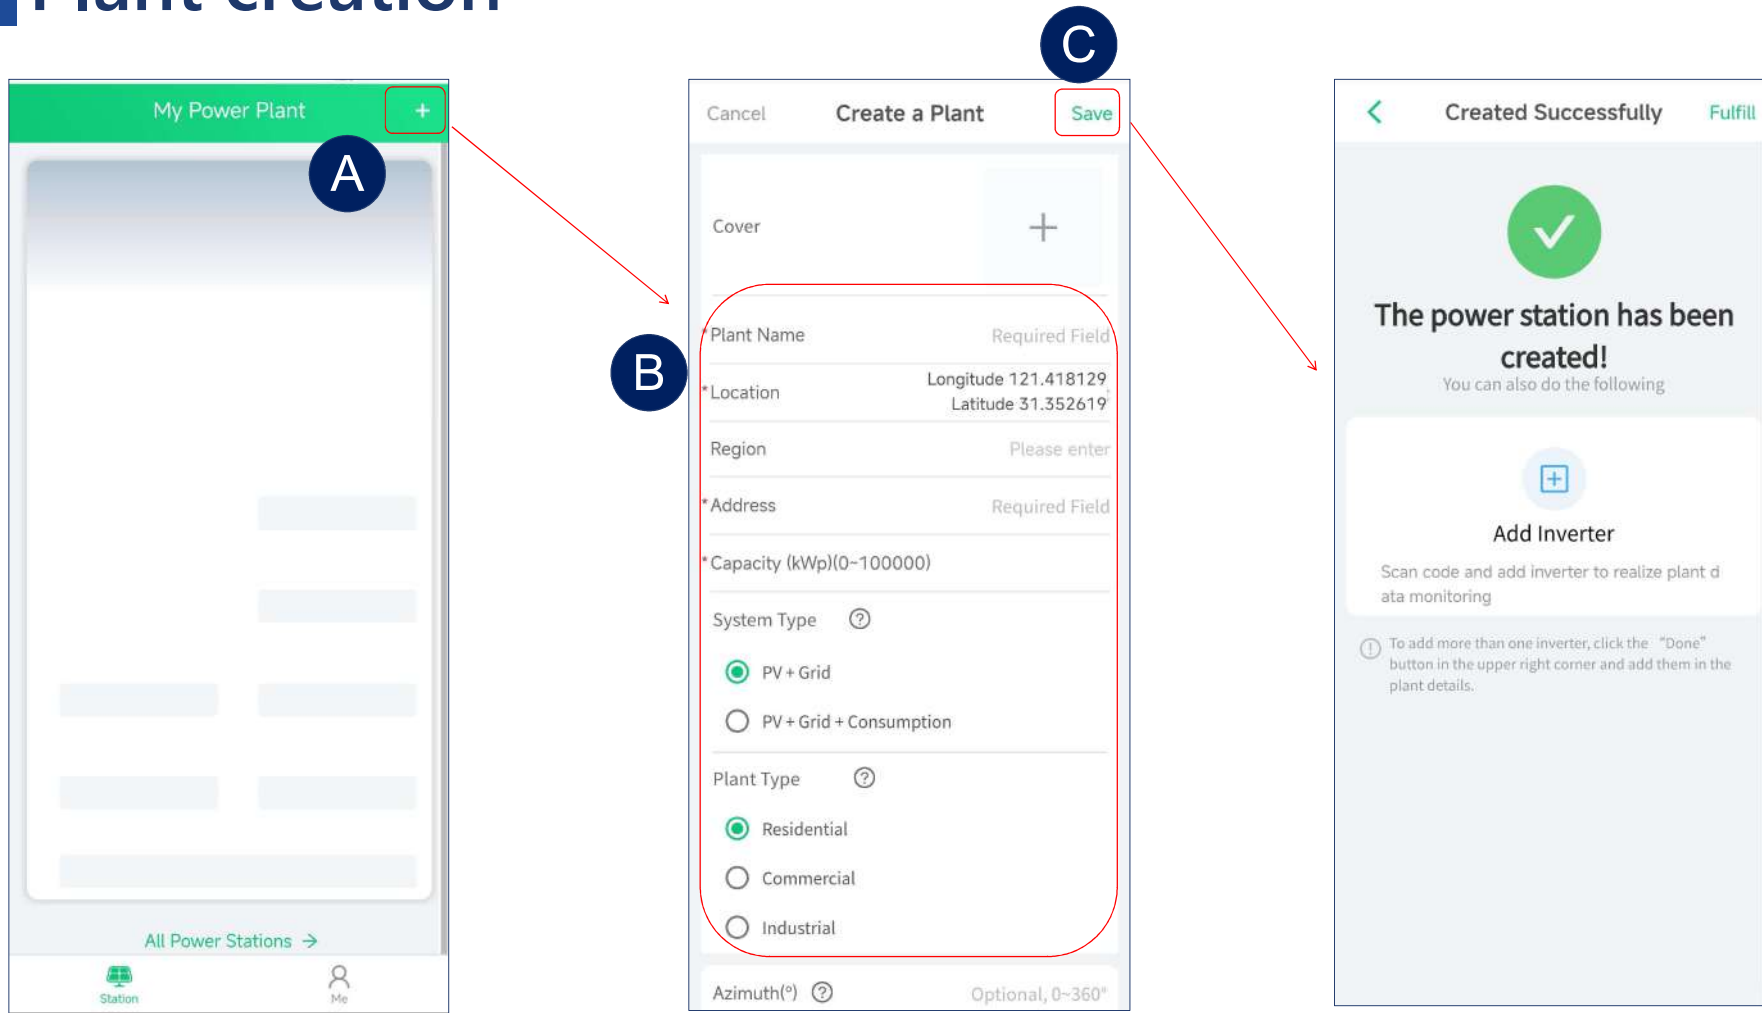 Plant creation
A
My Power Plant
+
All Power Stations →
Station
Me
B
C
Cancel
Create a Plant
Save
Cover
*Plant Name
Required Field
*Location
Longitude 121.418129
Latitude 31.352619
Region
Please enter
*Address
Required Field
*Capacity (kWp)(0~100000)
System Type ?
PV + Grid
PV + Grid + Consumption
Plant Type ?
Residential
Commercial
Industrial
Azimuth(°) ?
Optional, 0~360°
Created Successfully
Fulfill
The power station has been
created!
You can also do the following
Add Inverter
Scan code and add inverter to realize plant d
ata monitoring
To add more than one inverter, click the “Done”
button in the upper right corner and add them in the
plant details.